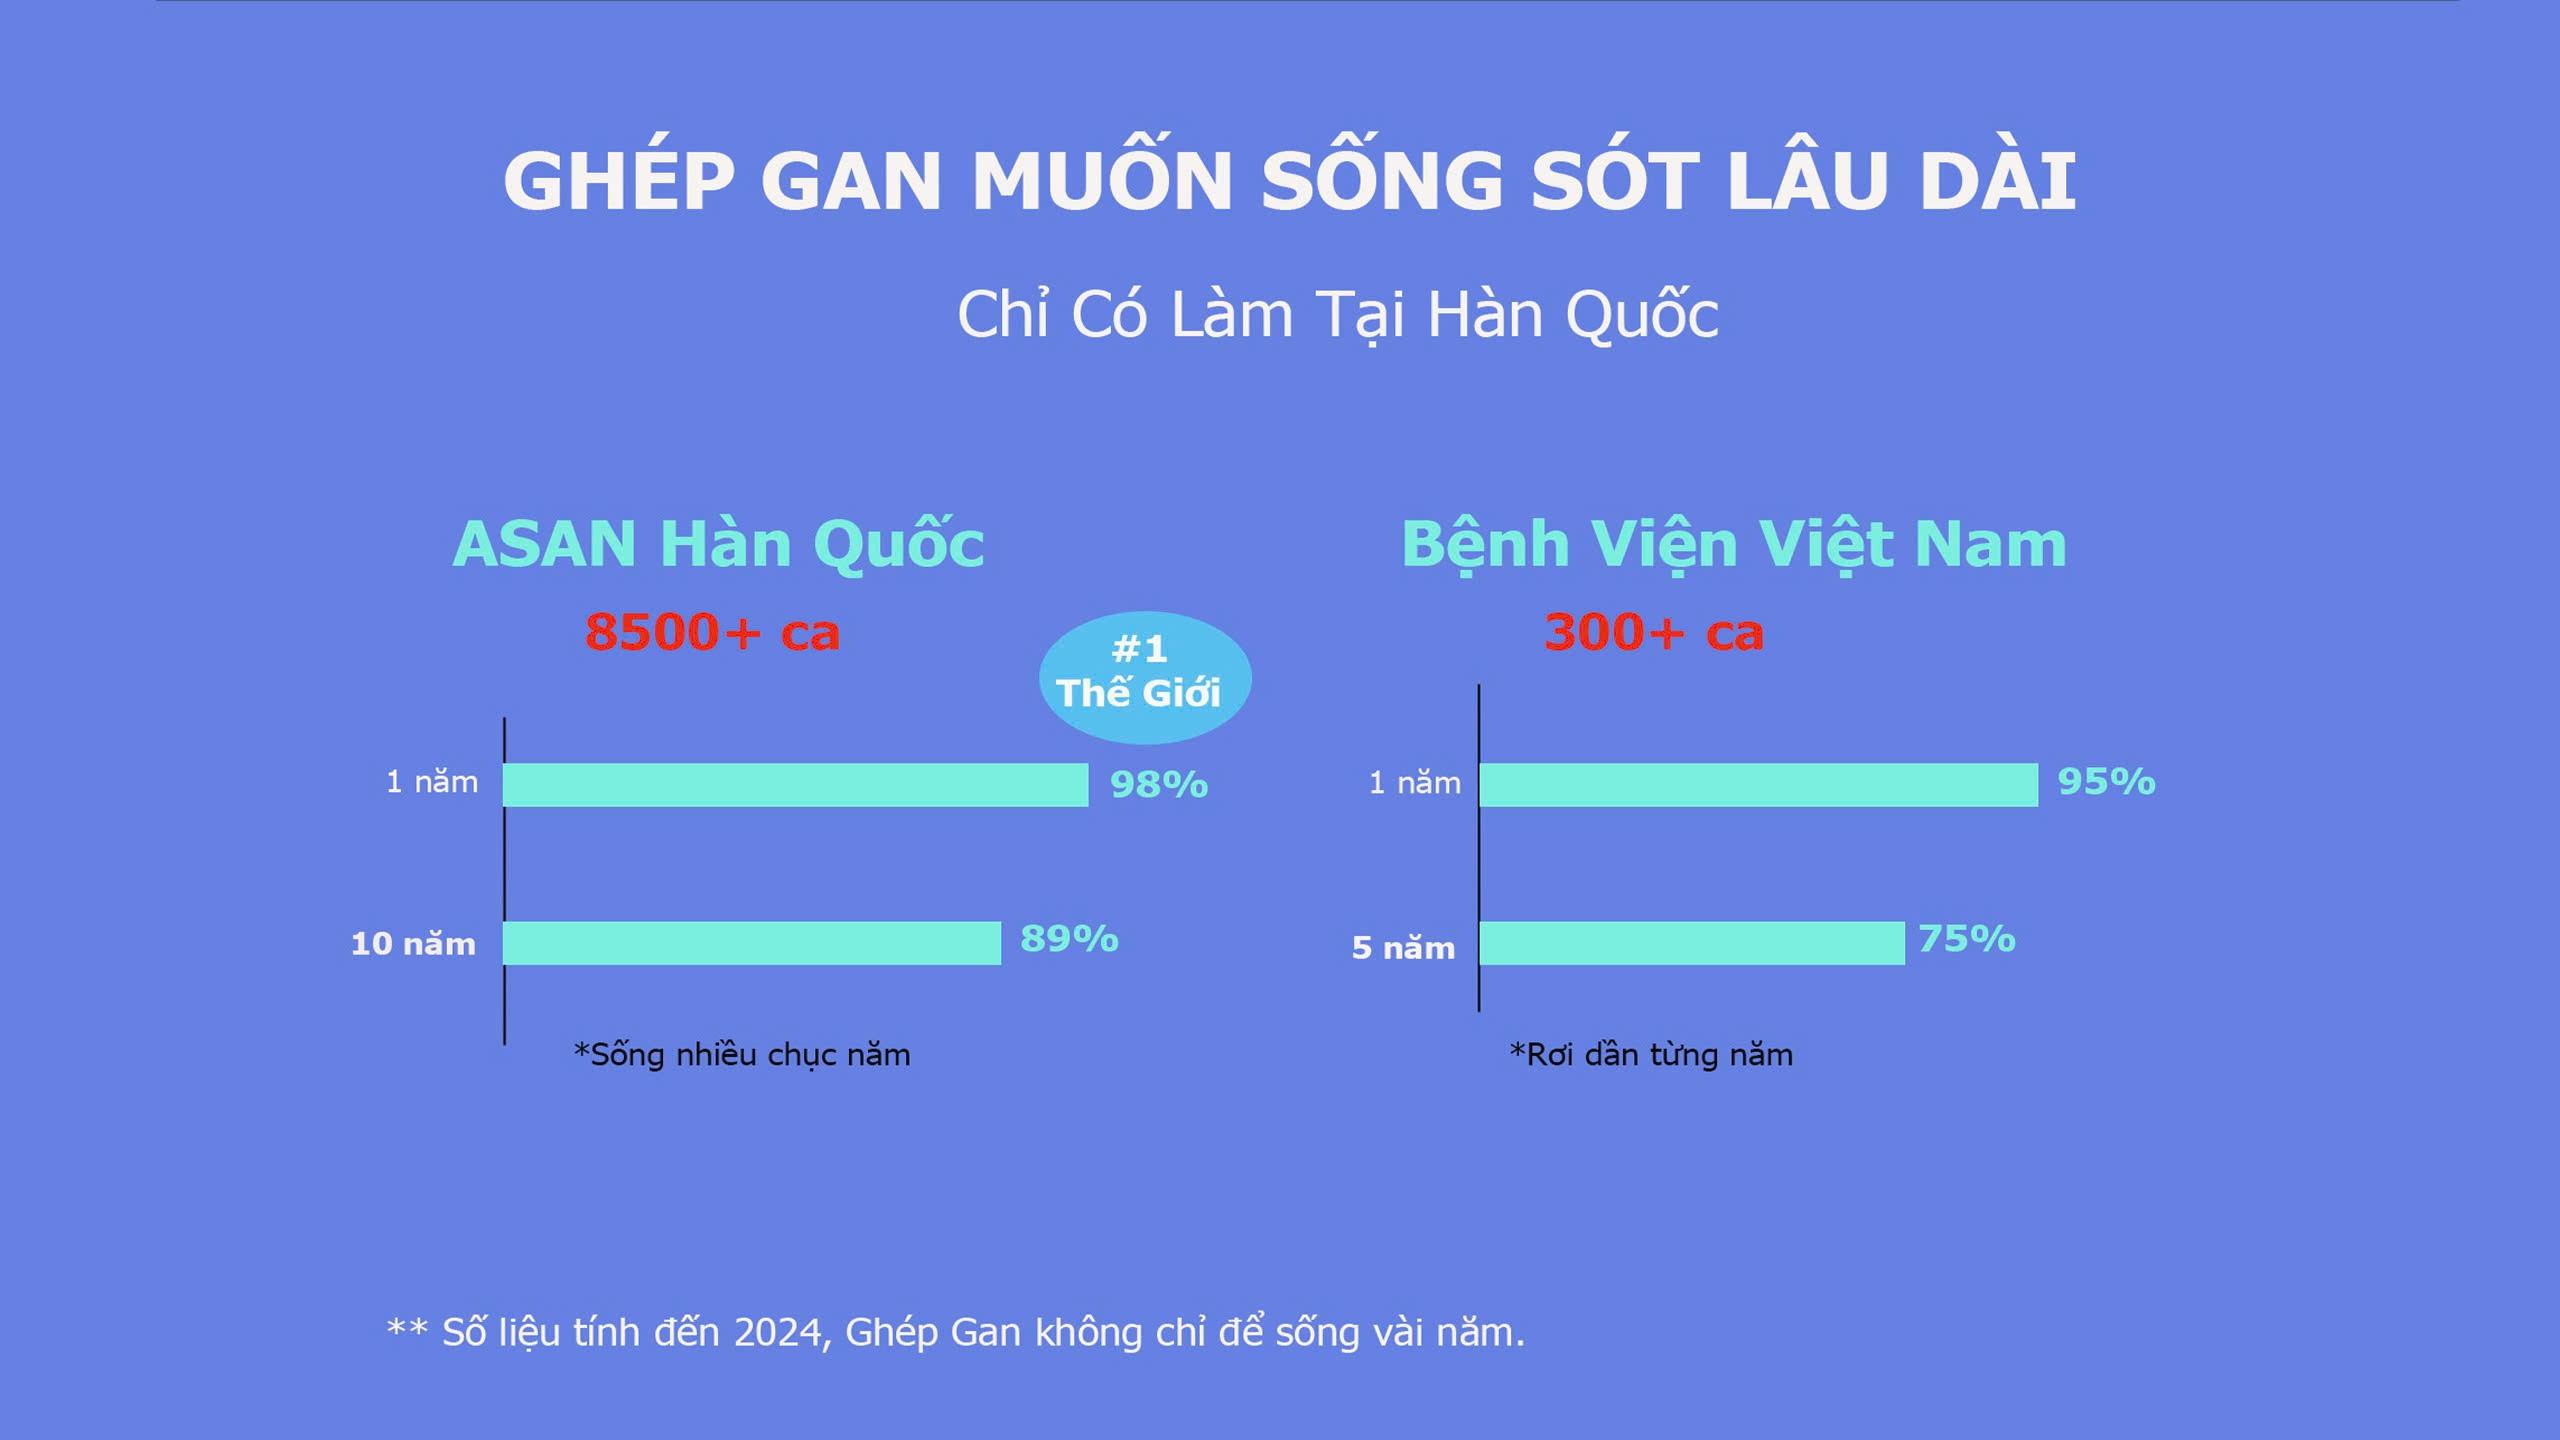 GHÉP GAN MUỐN SỐNG SÓT LÂU DÀI
Chỉ Có Làm Tại Hàn Quốc
ASAN Hàn Quốc
8500+ ca
#1
Thế Giới
1 năm
98%
10 năm
89%
*Sống nhiều chục năm
Bệnh Viện Việt Nam
300+ ca
1 năm
95%
5 năm
75%
*Rơi dần từng năm
** Số liệu tính đến 2024, Ghép Gan không chỉ để sống vài năm.